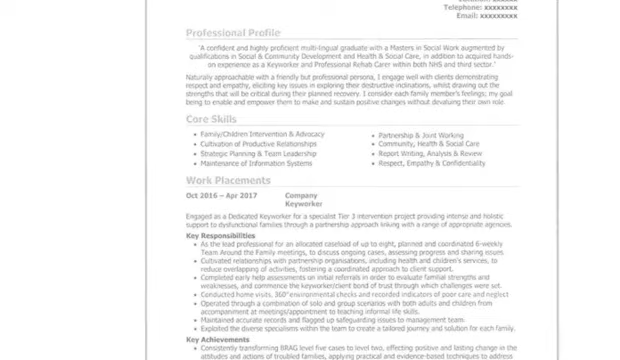 Telephone: xxxxxxxx
Email: xxxxxxxxx
Professional Profile
'A confident and highly proficient multi-lingual graduate with a Masters in Social Work augmented by
qualifications in Social & Community Development and Health & Social Care, in addition to acquired hands-
on experience as a Keyworker and Professional Rehab Carer within both NHS and third sector.'
Naturally approachable with a friendly but professional persona, I engage well with clients demonstrating
respect and empathy, eliciting key issues in exploring their destructive inclinations, whilst drawing out the
strengths that will be critical during their planned recovery. I consider each family member's feelings; my goal
being to enable and empower them to make and sustain positive changes without devaluing their own role.
Core Skills
• Family/Children Intervention & Advocacy
• Cultivation of Productive Relationships
• Strategic Planning & Team Leadership
• Maintenance of Information Systems
• Partnership & Joint Working
• Community, Health & Social Care
• Report Writing, Analysis & Review
• Respect, Empathy & Confidentiality
Work Placements
Oct 2016 – Apr 2017 Company
Keyworker
Engaged as a Dedicated Keyworker for a specialist Tier 3 intervention project providing intense and holistic
support to dysfunctional families through a partnership approach linking with a range of appropriate agencies.
Key Responsibilities
• As the lead professional for an allocated caseload of up to eight, planned and coordinated 6-weekly
Team Around the Family meetings, to discuss ongoing cases, assessing progress and sharing issues
• Cultivated relationships with partnership organisations, including health and children's services, to
reduce overlapping of activities, fostering a coordinated approach to client support.
• Completed early help assessments on initial referrals in order to evaluate familial strengths and
weaknesses, and commence the keyworker/client bond of trust through which changes were set.
• Conducted home visits, 360° environmental checks and recorded indicators of poor care and neglect
• Operated through a combination of solo and group scenarios with both adults and children from
accompaniment at meetings/appointment to teaching informal life skills.
• Maintained accurate records and flagged up safeguarding issues to management team.
• Exploited the diverse specialisms within the team to create a tailored journey and solution for each family.
Key Achievements
• Consistently transforming BRAG level five cases to level two, effecting positive and lasting change in the
attitudes and actions of troubled families, applying practical and evidence-based techniques to address